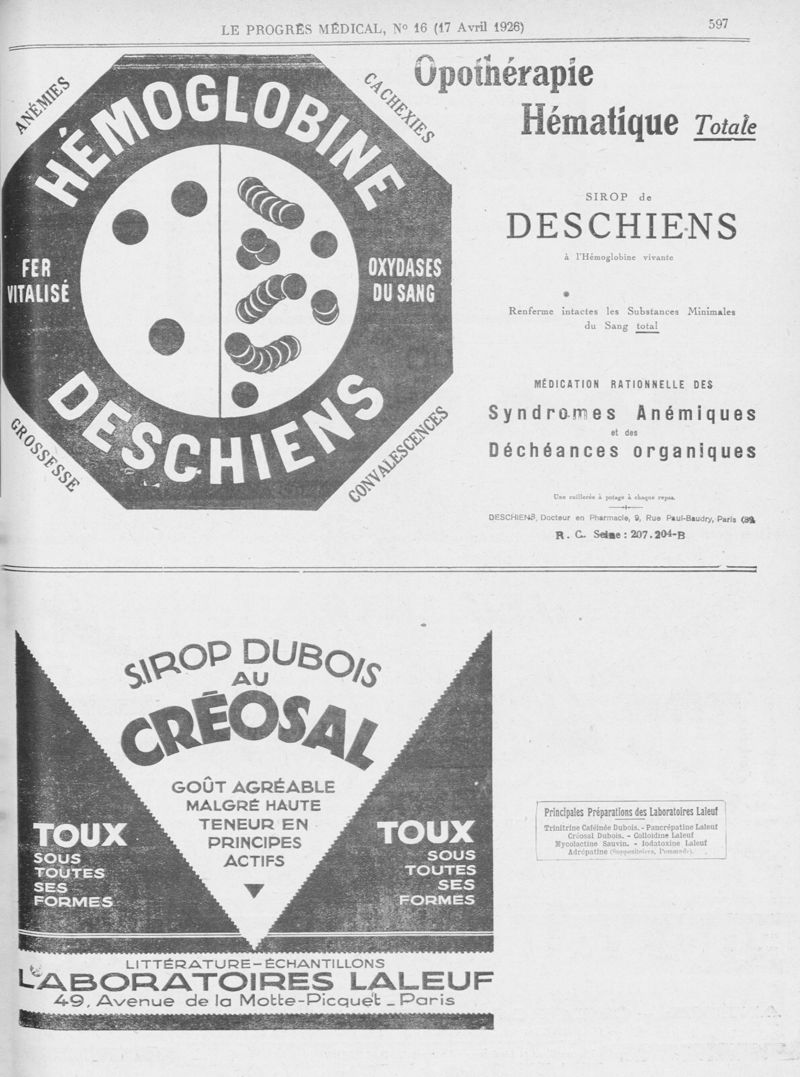 LE PROGRÈS MÉDICAL, No 16 (17 Avril 1926)
597
ANÉMIES
CACHEXIES
HÉMOGLOBINE
FER
VITALISÉ
OXYDASES
DU SANG
DESCHIENS
GROSSESSE
CONVALESCENCES
Opothérapie
Hématique Totale
SIROP de
DESCHIENS
à l'Hémoglobine vivante
Renferme intactes les Substances Minimales
du Sang total
MÉDICATION RATIONNELLE DES
Syndromes Anémiques
et des
Déchéances organiques
Une cuillerée à potage à chaque repas.
DESCHIENS, Docteur en Pharmacie, 9, Rue Paul-Baudry, Paris
R. C. Seine : 207.204-B
SIROP DUBOIS
AU
CRÉOSAL
GOÛT AGRÉABLE
MALGRÉ HAUTE
TENEUR EN
PRINCIPES
ACTIFS
TOUX
SOUS
TOUTES
SES
FORMES
TOUX
SOUS
TOUTES
SES
FORMES
LITTÉRATURE-ÉCHANTILLONS
LABORATOIRES LALEUF
49, Avenue de la Motte-Picquet _ Paris
Principales Préparations des Laboratoires Laleuf
Trinitrine Caféinée Dubois. - Pancrépatine Laleuf
Créosal Dubois. - Colloidine Laleuf
Mycolactine Sauvin. - Iodatoxine Laleuf
Adrépatine (Suppositoires, Pommade).